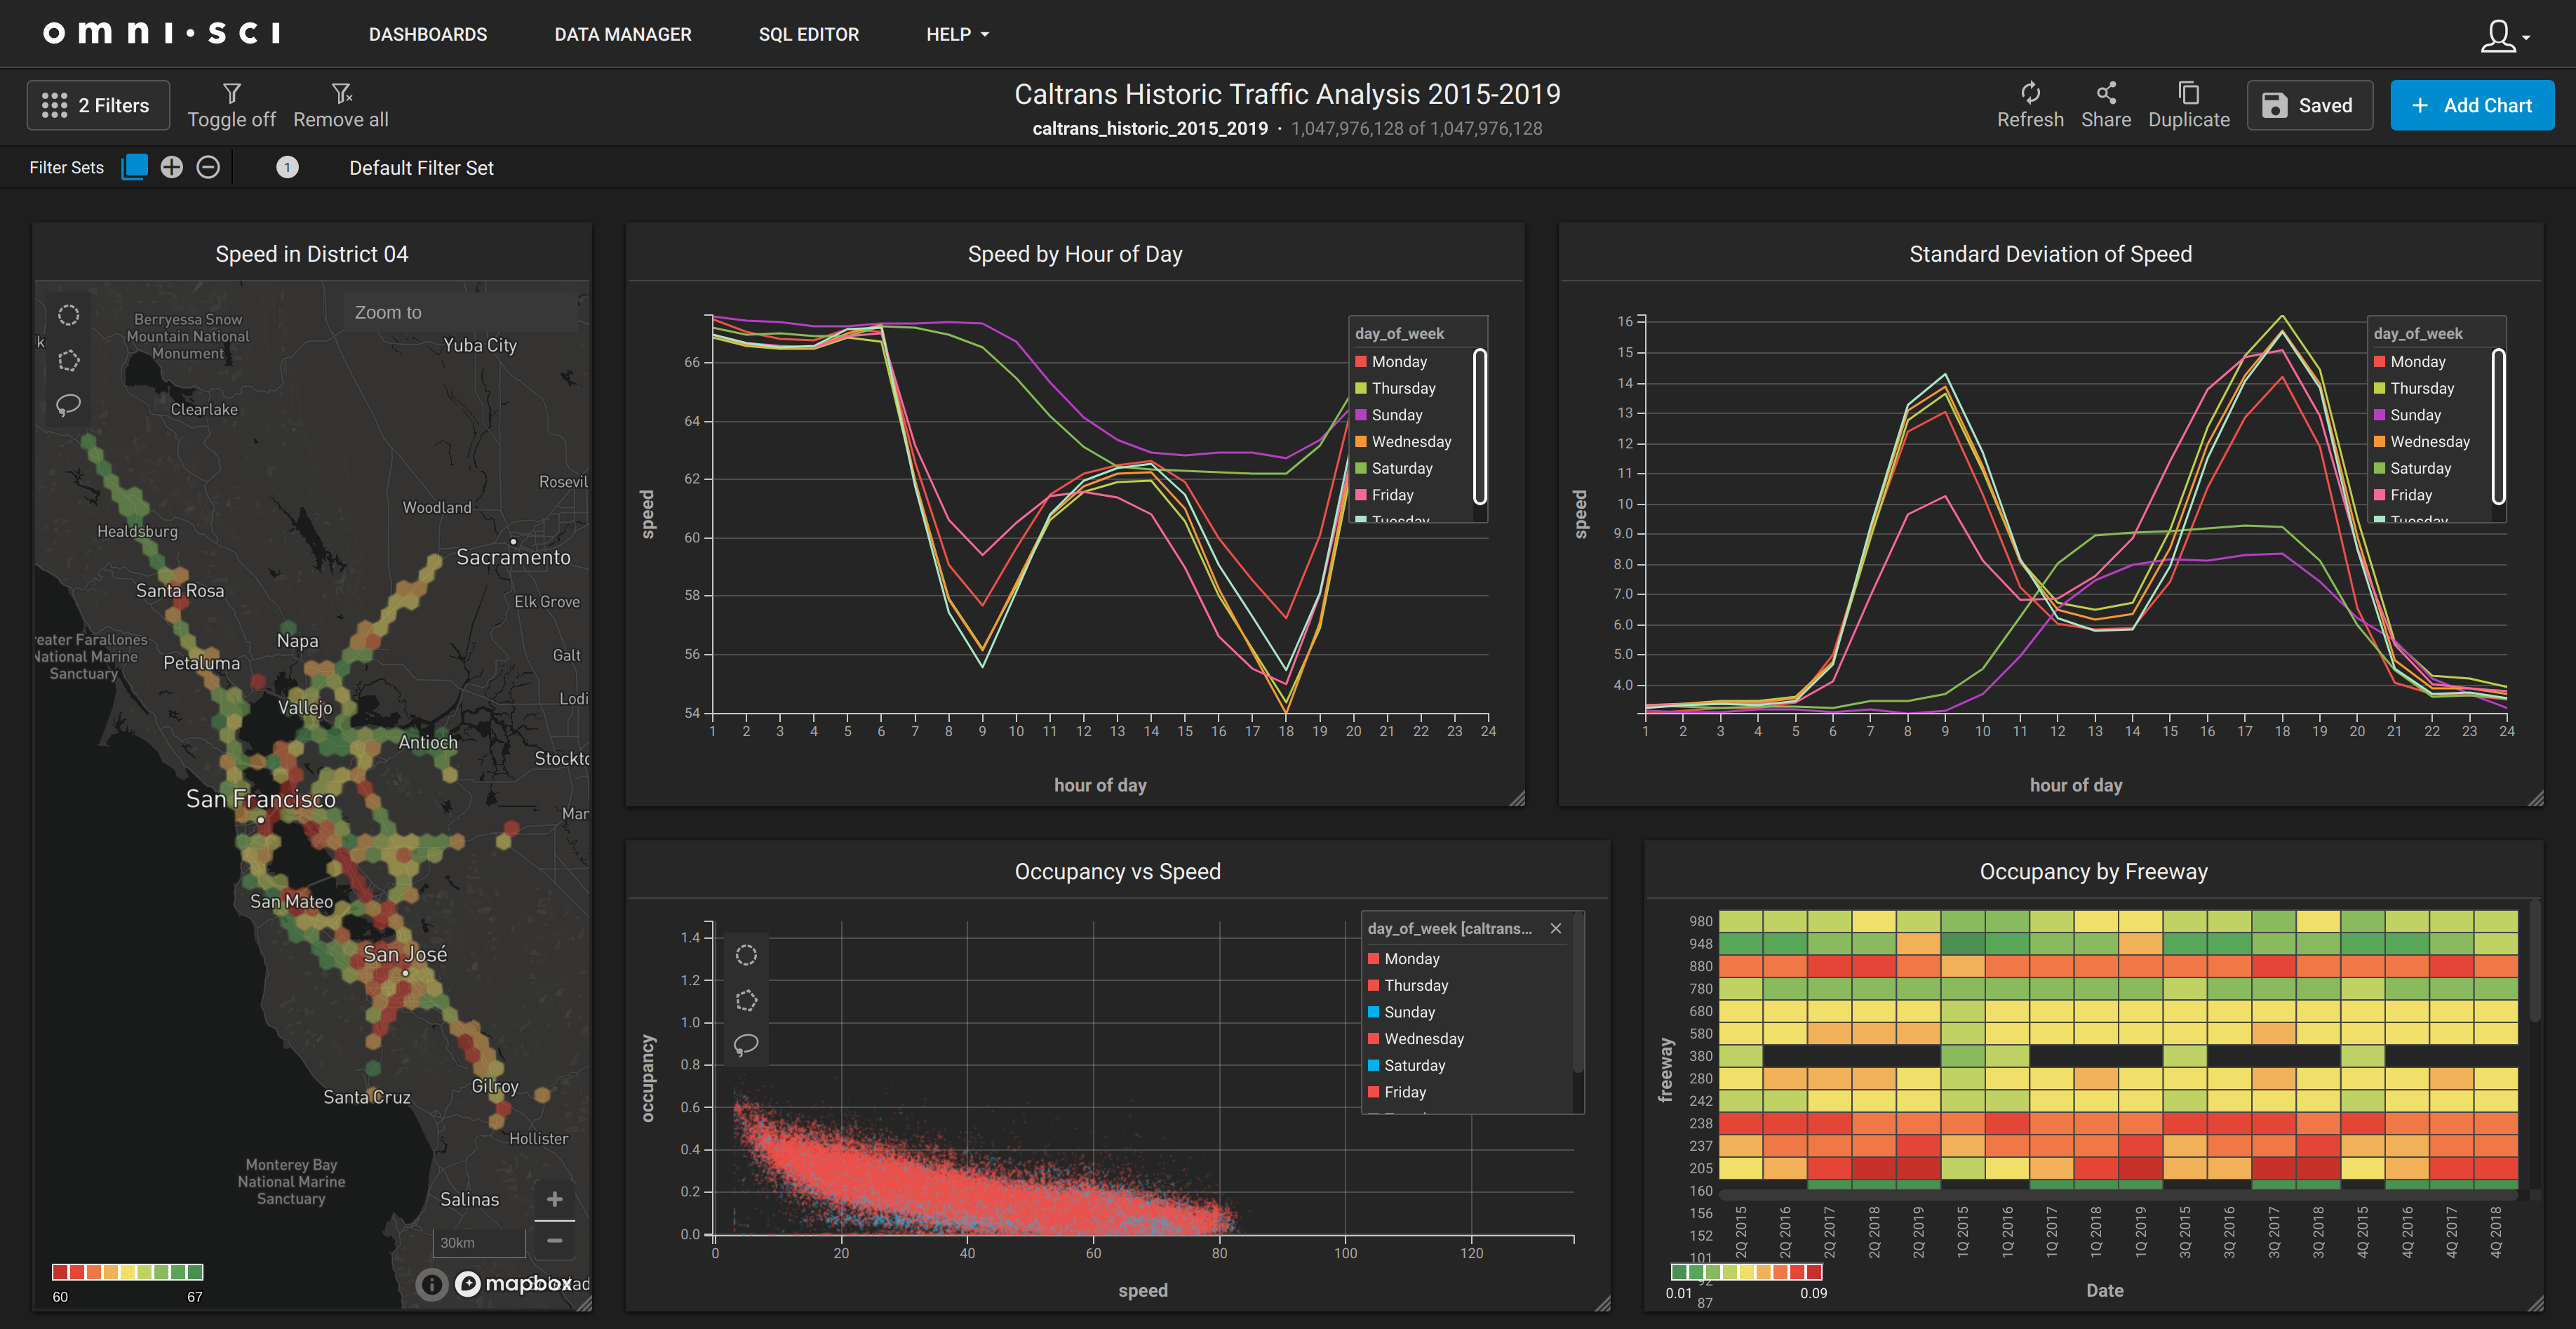 omni·sci
DASHBOARDS
DATA MANAGER
SQL EDITOR
HELP
2 Filters
Toggle off
Remove all
Caltrans Historic Traffic Analysis 2015-2019
caltrans_historic_2015_2019 · 1,047,976,128 of 1,047,976,128
Refresh
Share
Duplicate
Saved
+ Add Chart
Filter Sets
1
Default Filter Set
Speed in District 04
Zoom to
Berryessa Snow
Mountain National
Monument
Yuba City
Clearlake
Rosevil
Woodland
Healdsburg
Sacramento
Santa Rosa
Elk Grove
Napa
reater Farallones
National Marine
Sanctuary
Petaluma
Galt
Lodi
Vallejo
Antioch
Stockto
San Francisco
Mar
San Mateo
San José
Gilroy
Santa Cruz
Hollister
Monterey Bay
National Marine
Sanctuary
Salinas
30km
mapbox
60
67
Speed by Hour of Day
speed
66
64
62
60
58
56
54
1 2 3 4 5 6 7 8 9 10 11 12 13 14 15 16 17 18 19 20 21 22 23 24
hour of day
day_of_week
Monday
Thursday
Sunday
Wednesday
Saturday
Friday
Tuesday
Standard Deviation of Speed
speed
16
15
14
13
12
11
10
9.0
8.0
7.0
6.0
5.0
4.0
1 2 3 4 5 6 7 8 9 10 11 12 13 14 15 16 17 18 19 20 21 22 23 24
hour of day
day_of_week
Monday
Thursday
Sunday
Wednesday
Saturday
Friday
Tuesday
Occupancy vs Speed
occupancy
1.4
1.2
1.0
0.8
0.6
0.4
0.2
0.0
0 20 40 60 80 100 120
speed
day_of_week [caltrans...
Monday
Thursday
Sunday
Wednesday
Saturday
Friday
Occupancy by Freeway
freeway
980
948
880
780
680
580
380
280
242
238
237
205
160
156
152
101
92
87
2Q 2015
2Q 2016
2Q 2017
2Q 2018
2Q 2019
1Q 2015
1Q 2016
1Q 2017
1Q 2018
1Q 2019
3Q 2015
3Q 2016
3Q 2017
3Q 2018
4Q 2015
4Q 2016
4Q 2017
4Q 2018
0.01
0.09
Date